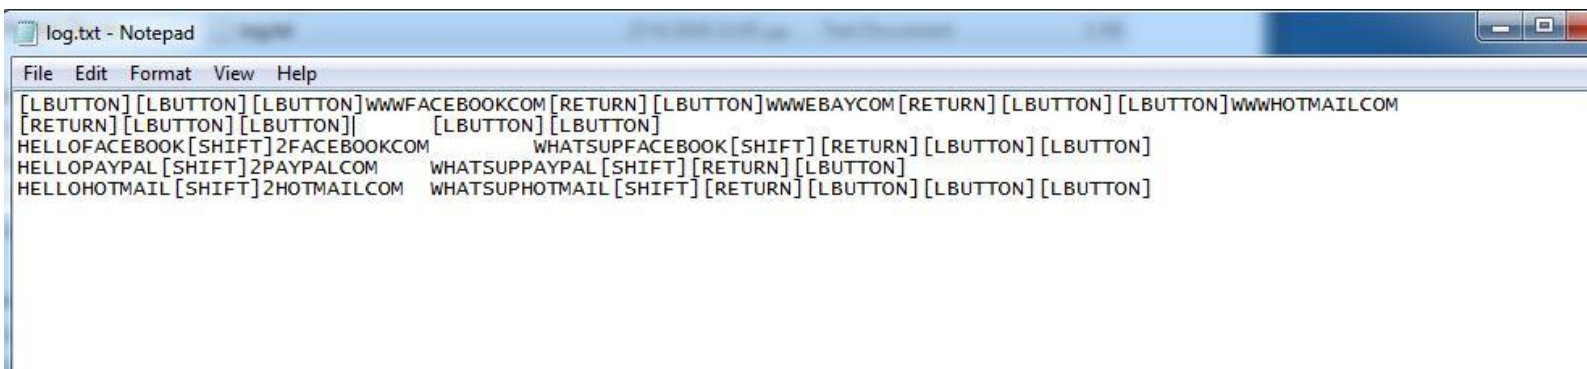 log.txt - Notepad
File Edit Format View Help
[LBUTTON][LBUTTON][LBUTTON]WWWFACEBOOKCOM[RETURN][LBUTTON]WWWEBAYCOM[RETURN][LBUTTON][LBUTTON]WWWHOTMAILCOM
[RETURN][LBUTTON][LBUTTON] [LBUTTON][LBUTTON]
HELLOFACEBOOK[SHIFT]2FACEBOOKCOM WHATSUPFACEBOOK[SHIFT][RETURN][LBUTTON][LBUTTON]
HELLOPAYPAL[SHIFT]2PAYPALCOM WHATSUPPAYPAL[SHIFT][RETURN][LBUTTON]
HELLOHOTMAIL[SHIFT]2HOTMAILCOM WHATSUPHOTMAIL[SHIFT][RETURN][LBUTTON][LBUTTON][LBUTTON]